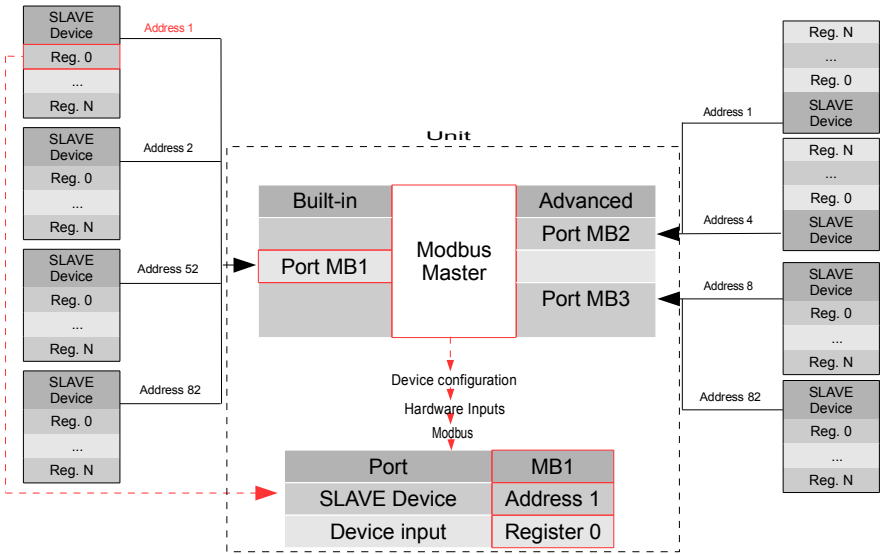 SLAVE
Device
Reg. 0
...
Reg. N
Address 1
SLAVE
Device
Reg. 0
...
Reg. N
Address 2
SLAVE
Device
Reg. 0
...
Reg. N
Address 52
SLAVE
Device
Reg. 0
...
Reg. N
Address 82
Unit
Built-in
Port MB1
Modbus
Master
Advanced
Port MB2
Port MB3
Device configuration
Hardware Inputs
Modbus
Port
MB1
SLAVE Device
Address 1
Device input
Register 0
Reg. N
...
Reg. 0
SLAVE
Device
Address 1
Reg. N
...
Reg. 0
SLAVE
Device
Address 4
SLAVE
Device
Reg. 0
...
Reg. N
Address 8
SLAVE
Device
Reg. 0
...
Reg. N
Address 82